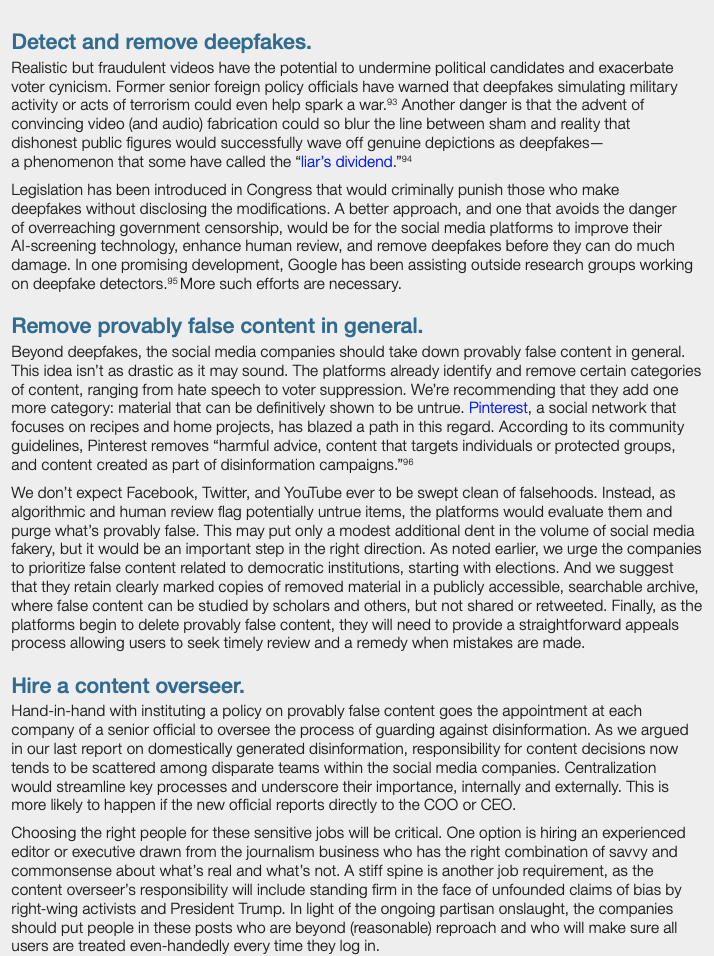 Detect and remove deepfakes.
Realistic but fraudulent videos have the potential to undermine political candidates and exacerbate
voter cynicism. Former senior foreign policy officials have warned that deepfakes simulating military
activity or acts of terrorism could even help spark a war.⁹³ Another danger is that the advent of
convincing video (and audio) fabrication could so blur the line between sham and reality that
dishonest public figures would successfully wave off genuine depictions as deepfakes—
a phenomenon that some have called the “liar’s dividend.”⁹⁴
Legislation has been introduced in Congress that would criminally punish those who make
deepfakes without disclosing the modifications. A better approach, and one that avoids the danger
of overreaching government censorship, would be for the social media platforms to improve their
AI-screening technology, enhance human review, and remove deepfakes before they can do much
damage. In one promising development, Google has been assisting outside research groups working
on deepfake detectors.⁹⁵ More such efforts are necessary.
Remove provably false content in general.
Beyond deepfakes, the social media companies should take down provably false content in general.
This idea isn’t as drastic as it may sound. The platforms already identify and remove certain categories
of content, ranging from hate speech to voter suppression. We’re recommending that they add one
more category: material that can be definitively shown to be untrue. Pinterest, a social network that
focuses on recipes and home projects, has blazed a path in this regard. According to its community
guidelines, Pinterest removes “harmful advice, content that targets individuals or protected groups,
and content created as part of disinformation campaigns.”⁹⁶
We don’t expect Facebook, Twitter, and YouTube ever to be swept clean of falsehoods. Instead, as
algorithmic and human review flag potentially untrue items, the platforms would evaluate them and
purge what’s provably false. This may put only a modest additional dent in the volume of social media
fakery, but it would be an important step in the right direction. As noted earlier, we urge the companies
to prioritize false content related to democratic institutions, starting with elections. And we suggest
that they retain clearly marked copies of removed material in a publicly accessible, searchable archive,
where false content can be studied by scholars and others, but not shared or retweeted. Finally, as the
platforms begin to delete provably false content, they will need to provide a straightforward appeals
process allowing users to seek timely review and a remedy when mistakes are made.
Hire a content overseer.
Hand-in-hand with instituting a policy on provably false content goes the appointment at each
company of a senior official to oversee the process of guarding against disinformation. As we argued
in our last report on domestically generated disinformation, responsibility for content decisions now
tends to be scattered among disparate teams within the social media companies. Centralization
would streamline key processes and underscore their importance, internally and externally. This is
more likely to happen if the new official reports directly to the COO or CEO.
Choosing the right people for these sensitive jobs will be critical. One option is hiring an experienced
editor or executive drawn from the journalism business who has the right combination of savvy and
commonsense about what’s real and what’s not. A stiff spine is another job requirement, as the
content overseer’s responsibility will include standing firm in the face of unfounded claims of bias by
right-wing activists and President Trump. In light of the ongoing partisan onslaught, the companies
should put people in these posts who are beyond (reasonable) reproach and who will make sure all
users are treated even-handedly every time they log in.